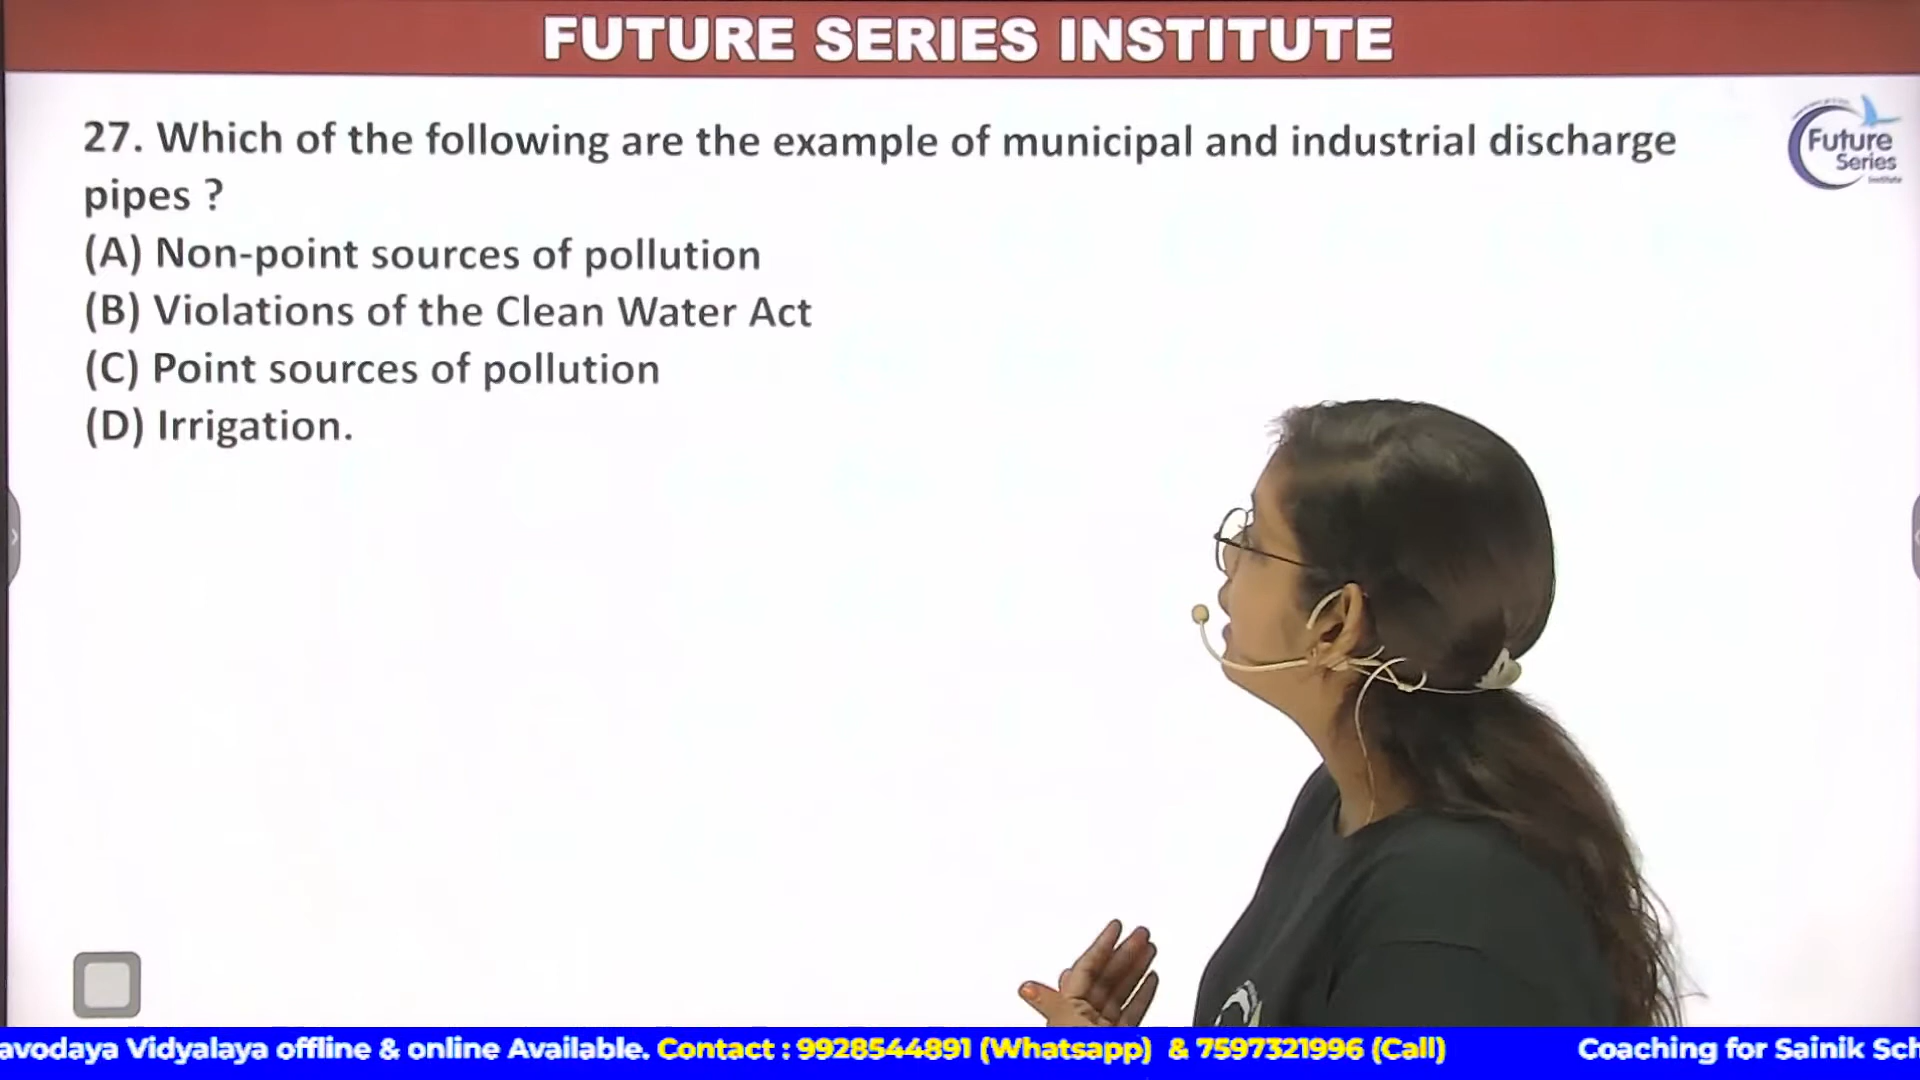 FUTURE SERIES INSTITUTE
27. Which of the following are the example of municipal and industrial discharge
pipes ?
(A) Non-point sources of pollution
(B) Violations of the Clean Water Act
(C) Point sources of pollution
(D) Irrigation.
Future
Series
Institute
avodaya Vidyalaya offline & online Available. Contact : 9928544891 (Whatsapp) & 7597321996 (Call) Coaching for Sainik Sch